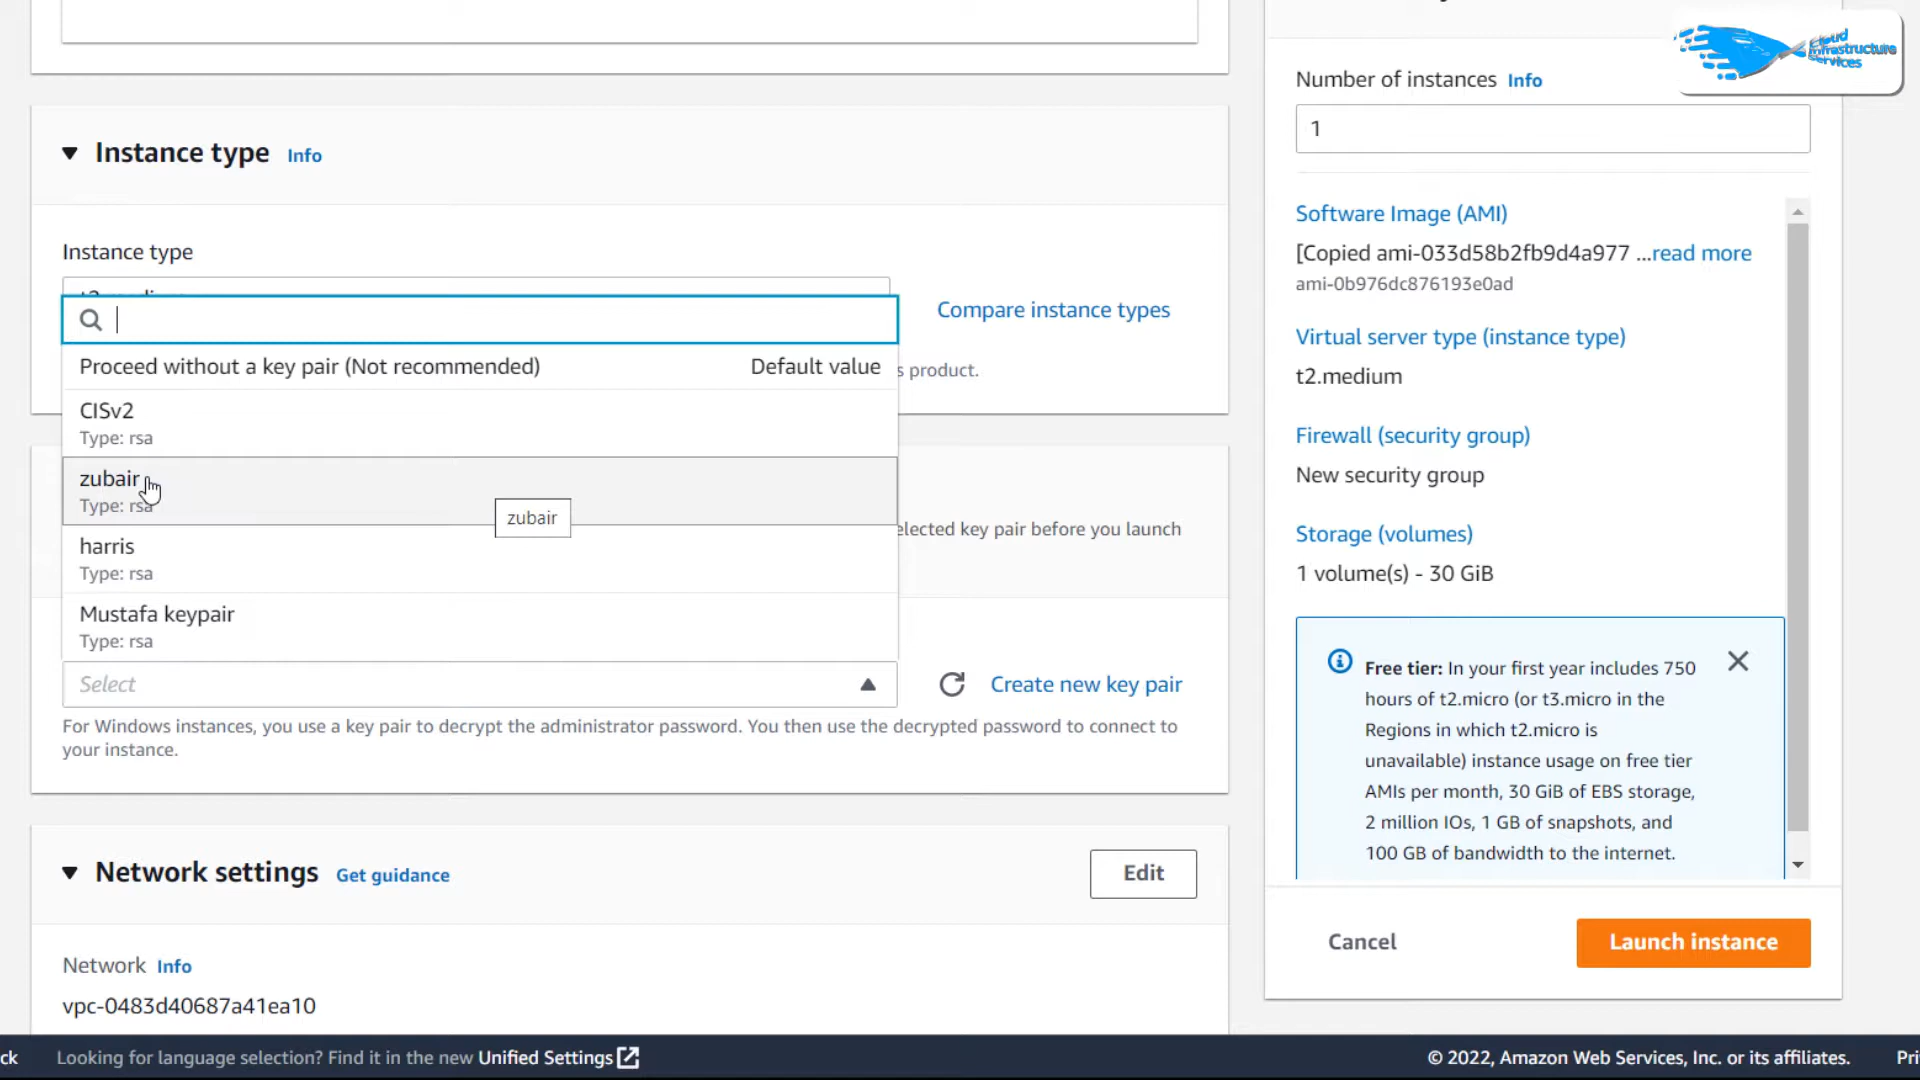 Cloud
Infrastructure
Services
Number of instances Info
1
Instance type Info
Instance type
t2.medium
Compare instance types
Proceed without a key pair (Not recommended) Default value
s product.
CISv2
Type: rsa
zubair
Type: rsa
zubair
elected key pair before you launch
harris
Type: rsa
Mustafa keypair
Type: rsa
Select
Create new key pair
For Windows instances, you use a key pair to decrypt the administrator password. You then use the decrypted password to connect to
your instance.
Network settings Get guidance
Edit
Network Info
vpc-0483d40687a41ea10
Software Image (AMI)
[Copied ami-033d58b2fb9d4a977 ...read more
ami-0b976dc876193e0ad
Virtual server type (instance type)
t2.medium
Firewall (security group)
New security group
Storage (volumes)
1 volume(s) - 30 GiB
Free tier: In your first year includes 750
hours of t2.micro (or t3.micro in the
Regions in which t2.micro is
unavailable) instance usage on free tier
AMIs per month, 30 GiB of EBS storage,
2 million IOs, 1 GB of snapshots, and
100 GB of bandwidth to the internet.
Cancel
Launch instance
ck Looking for language selection? Find it in the new Unified Settings
© 2022, Amazon Web Services, Inc. or its affiliates. Pri